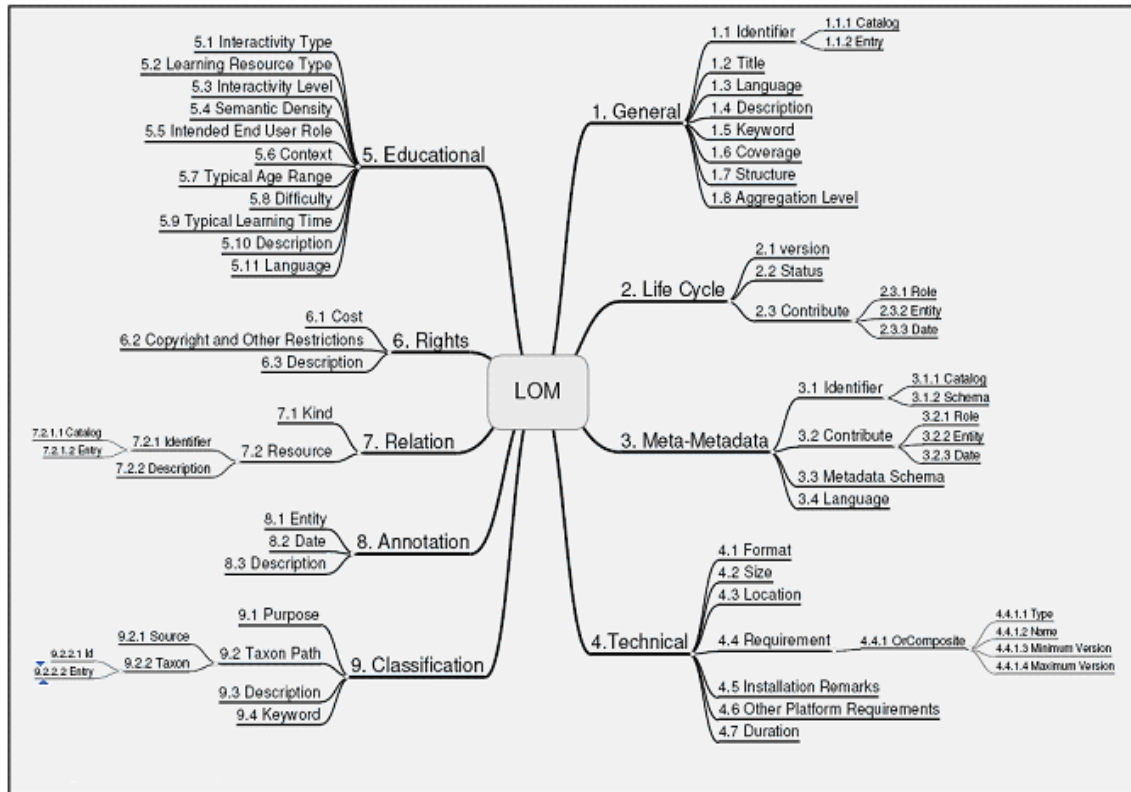 LOM
1. General
1.1 Identifier
1.1.1 Catalog
1.1.2 Entry
1.2 Title
1.3 Language
1.4 Description
1.5 Keyword
1.6 Coverage
1.7 Structure
1.8 Aggregation Level
2. Life Cycle
2.1 version
2.2 Status
2.3 Contribute
2.3.1 Role
2.3.2 Entity
2.3.3 Date
3. Meta-Metadata
3.1 Identifier
3.1.1 Catalog
3.1.2 Schema
3.2 Contribute
3.2.1 Role
3.2.2 Entity
3.2.3 Date
3.3 Metadata Schema
3.4 Language
4.Technical
4.1 Format
4.2 Size
4.3 Location
4.4 Requirement
4.4.1 OrComposite
4.4.1.1 Type
4.4.1.2 Name
4.4.1.3 Minimum Version
4.4.1.4 Maximum Version
4.5 Installation Remarks
4.6 Other Platform Requirements
4.7 Duration
5. Educational
5.1 Interactivity Type
5.2 Learning Resource Type
5.3 Interactivity Level
5.4 Semantic Density
5.5 Intended End User Role
5.6 Context
5.7 Typical Age Range
5.8 Difficulty
5.9 Typical Learning Time
5.10 Description
5.11 Language
6. Rights
6.1 Cost
6.2 Copyright and Other Restrictions
6.3 Description
7. Relation
7.1 Kind
7.2 Resource
7.2.1 Identifier
7.2.1.1 Catalog
7.2.1.2 Entry
7.2.2 Description
8. Annotation
8.1 Entity
8.2 Date
8.3 Description
9. Classification
9.1 Purpose
9.2 Taxon Path
9.2.1 Source
9.2.2 Taxon
9.2.2.1 Id
9.2.2.2 Entry
9.3 Description
9.4 Keyword